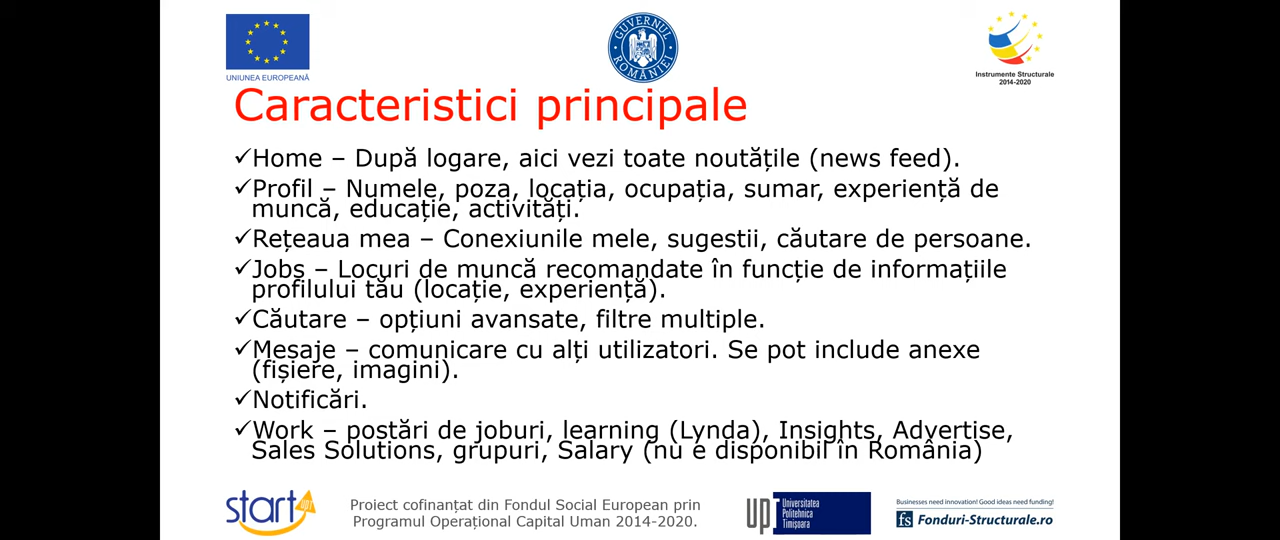 UNIUNEA EUROPEANĂ
GUVERNUL ROMÂNIEI
Instrumente Structurale
2014-2020
Caracteristici principale
✓Home – După logare, aici vezi toate noutățile (news feed).
✓Profil – Numele, poza, locația, ocupația, sumar, experiență de
muncă, educație, activități.
✓Rețeaua mea – Conexiunile mele, sugestii, căutare de persoane.
✓Jobs – Locuri de muncă recomandate în funcție de informațiile
profilului tău (locație, experiență).
✓Căutare – opțiuni avansate, filtre multiple.
✓Mesaje – comunicare cu alți utilizatori. Se pot include anexe
(fișiere, imagini).
✓Notificări.
✓Work – postări de joburi, learning (Lynda), Insights, Advertise,
Sales Solutions, grupuri, Salary (nu e disponibil în România)
start upt
Proiect cofinanțat din Fondul Social European prin
Programul Operațional Capital Uman 2014-2020.
UPT
Universitatea
Politehnica
Timișoara
Businesses need innovation! Good ideas need funding!
fs Fonduri-Structurale.ro